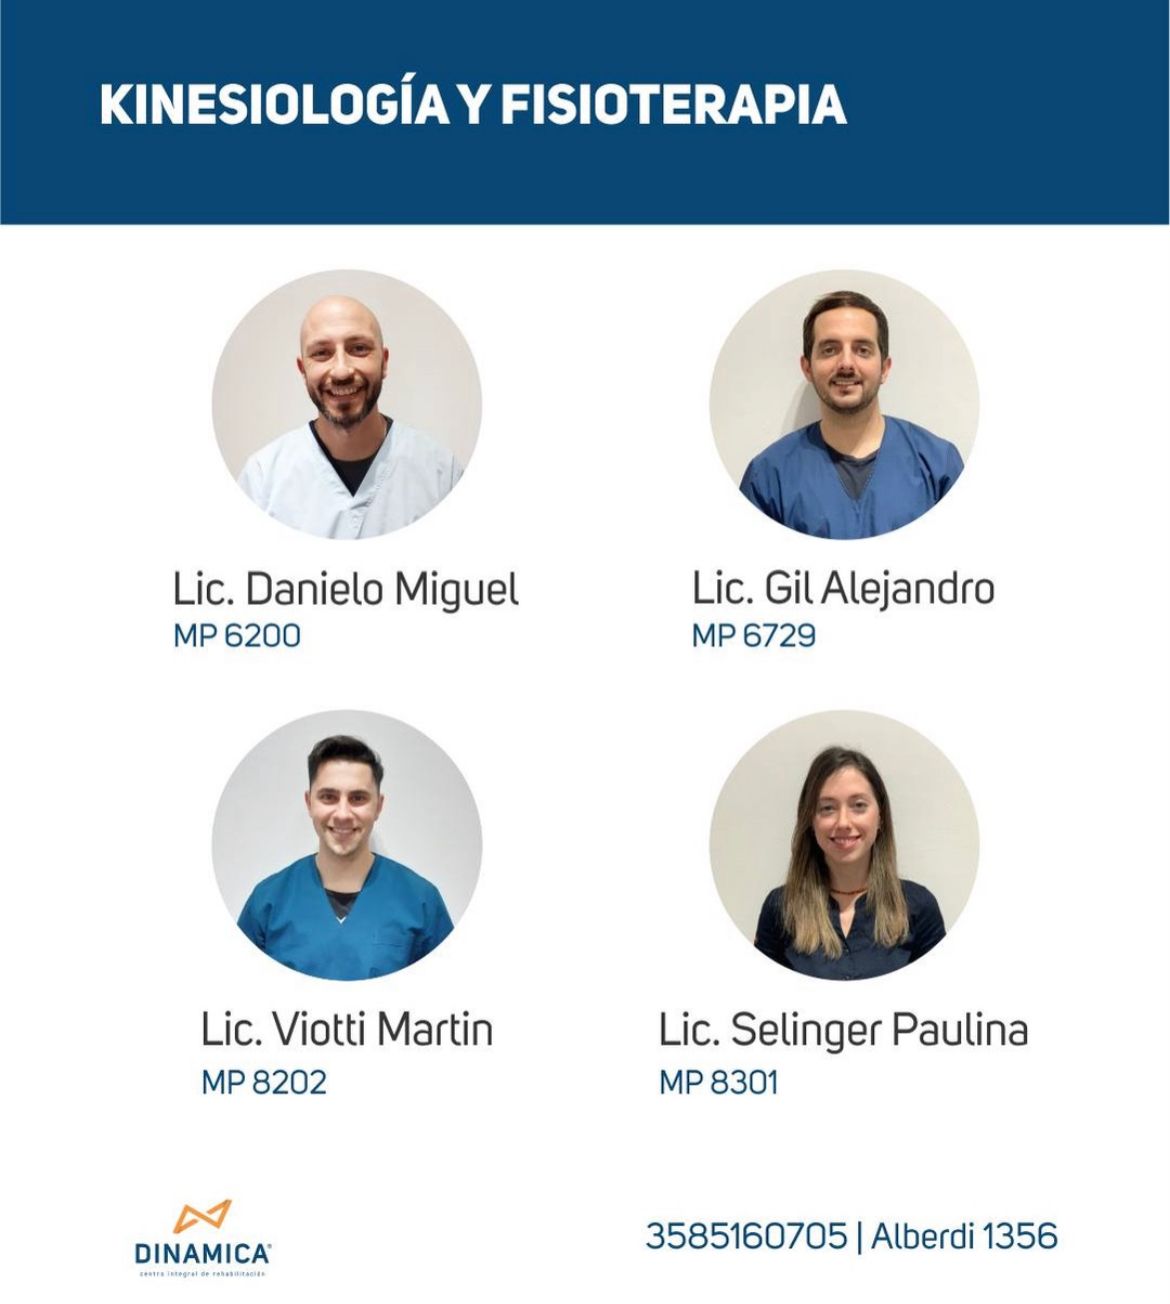 KINESIOLOGÍA Y FISIOTERAPIA
Lic. Danielo Miguel
MP 6200
Lic. Gil Alejandro
MP 6729
Lic. Viotti Martin
MP 8202
Lic. Selinger Paulina
MP 8301
DINAMICA®
centro integral de rehabilitación
3585160705 | Alberdi 1356